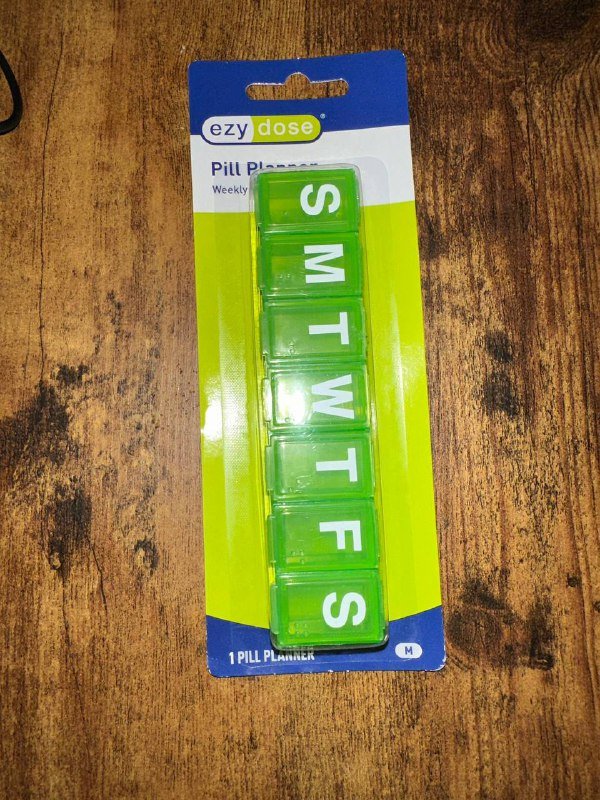 ezy dose®
Pill Planner
Weekly
S
M
T
W
T
F
S
1 PILL PLANNER
M